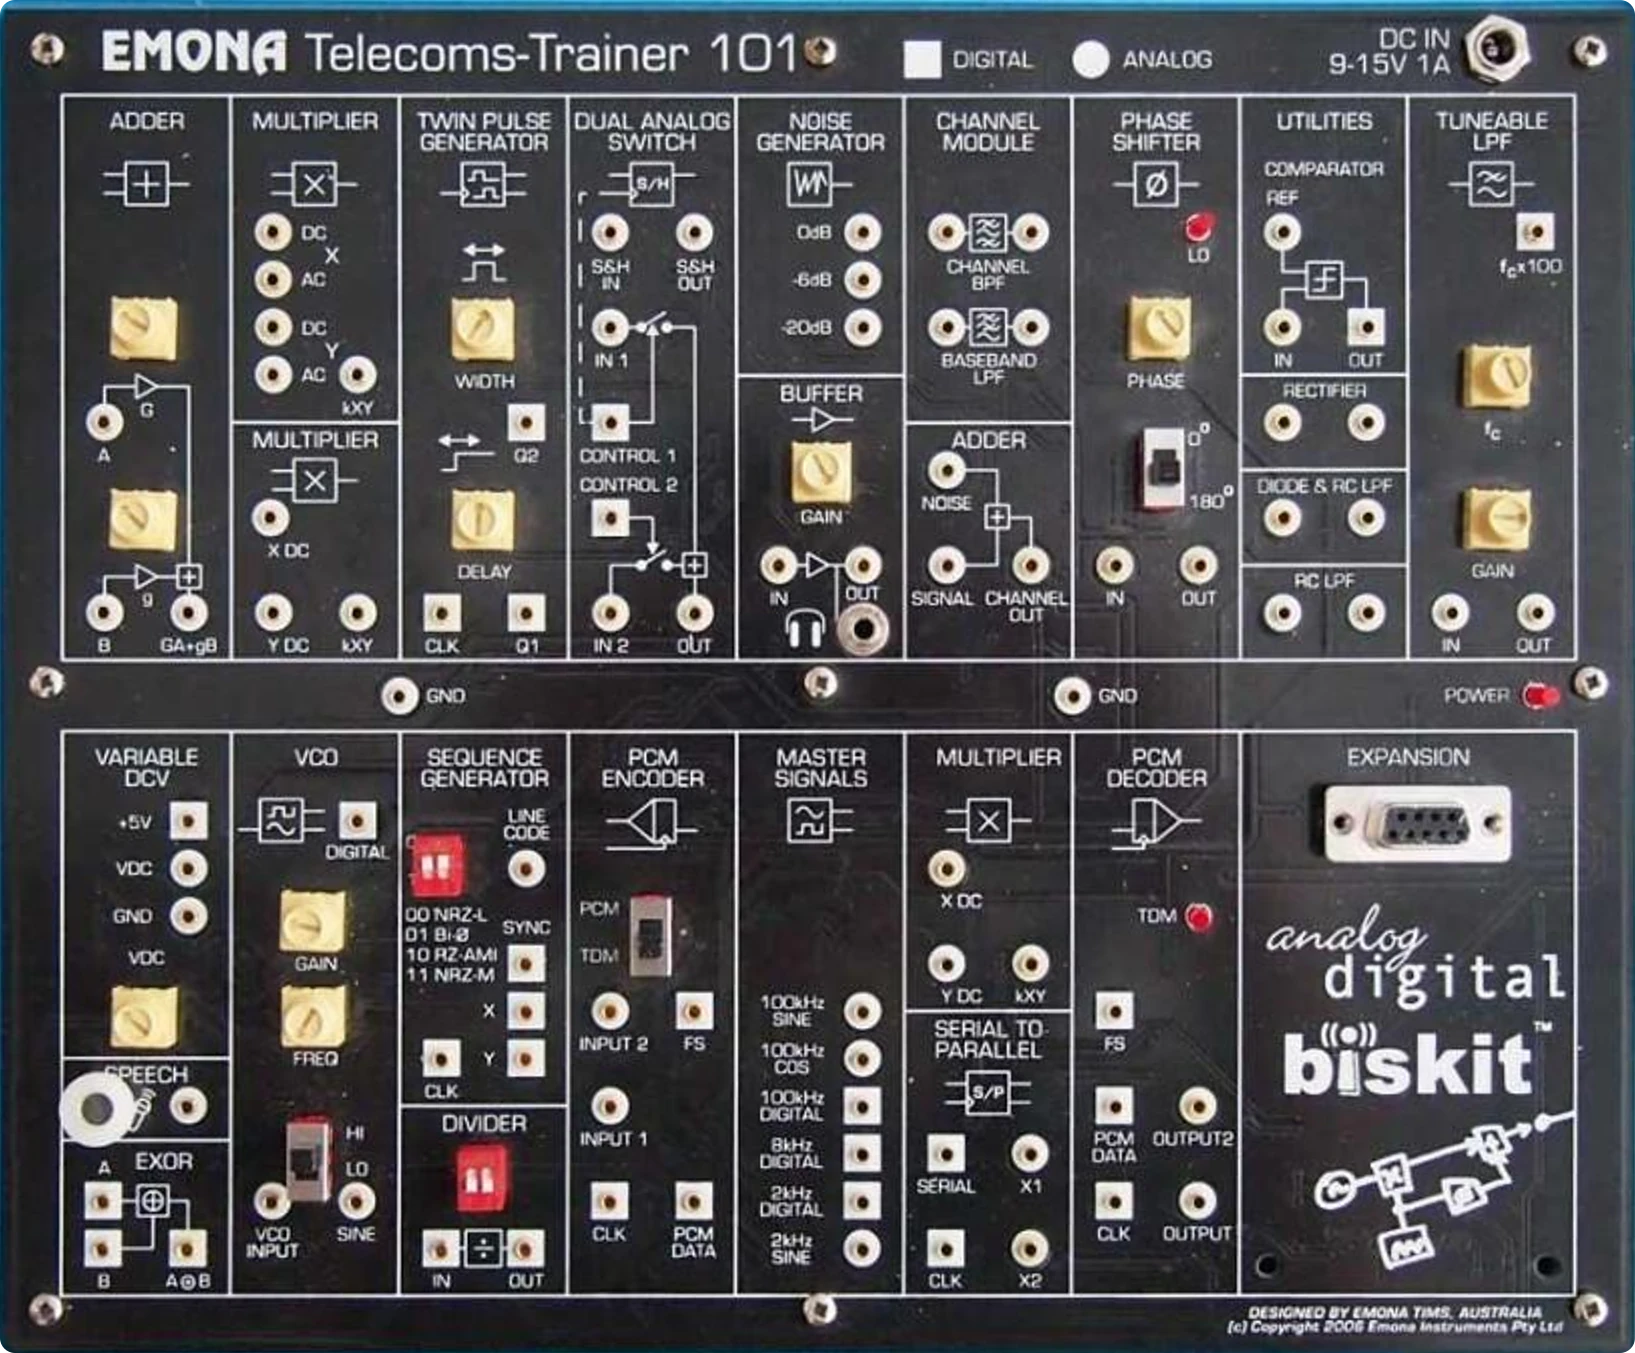 EMONA Telecoms-Trainer 101
DIGITAL
ANALOG
DC IN
9-15V 1A
ADDER
G
A
g
B
GA+gB
MULTIPLIER
DC
X
AC
DC
Y
AC
kXY
MULTIPLIER
X DC
Y DC
kXY
TWIN PULSE
GENERATOR
WIDTH
Q2
DELAY
CLK
Q1
DUAL ANALOG
SWITCH
S/H
S&H
IN
S&H
OUT
IN 1
CONTROL 1
CONTROL 2
IN 2
OUT
NOISE
GENERATOR
0dB
-6dB
-20dB
BUFFER
GAIN
IN
OUT
CHANNEL
MODULE
CHANNEL
BPF
BASEBAND
LPF
ADDER
NOISE
SIGNAL
CHANNEL
OUT
PHASE
SHIFTER
Ø
LO
PHASE
0°
180°
IN
OUT
UTILITIES
COMPARATOR
REF
IN
OUT
RECTIFIER
DIODE & RC LPF
RC LPF
TUNEABLE
LPF
fcx100
fc
GAIN
IN
OUT
GND
GND
POWER
VARIABLE
DCV
+5V
VDC
GND
VDC
SPEECH
EXOR
A
B
A⊙B
VCO
DIGITAL
GAIN
FREQ
HI
LO
VCO
INPUT
SINE
SEQUENCE
GENERATOR
LINE
CODE
00 NRZ-L
01 Bi-Ø
10 RZ-AMI
11 NRZ-M
SYNC
X
Y
CLK
DIVIDER
÷
IN
OUT
PCM
ENCODER
PCM
TDM
INPUT 2
FS
INPUT 1
CLK
PCM
DATA
MASTER
SIGNALS
100kHz
SINE
100kHz
COS
100kHz
DIGITAL
8kHz
DIGITAL
2kHz
DIGITAL
2kHz
SINE
MULTIPLIER
X DC
Y DC
kXY
SERIAL TO
PARALLEL
S/P
SERIAL
X1
CLK
X2
PCM
DECODER
TDM
FS
PCM
DATA
OUTPUT2
CLK
OUTPUT
EXPANSION
analog
digital
biskit™
DESIGNED BY EMONA TIMS, AUSTRALIA
(c) Copyright 2006 Emona Instruments Pty Ltd